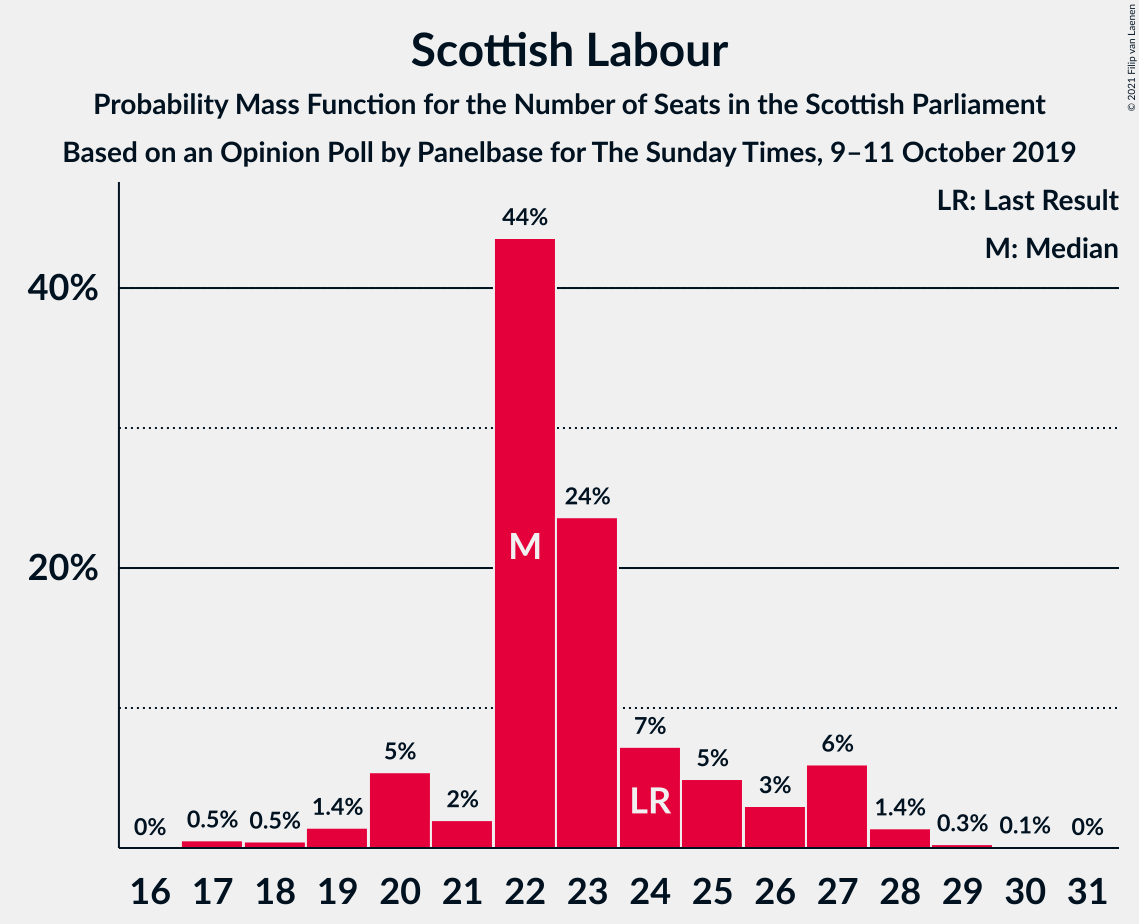 Scottish Labour
Probability Mass Function for the Number of Seats in the Scottish Parliament
Based on an Opinion Poll by Panelbase for The Sunday Times, 9–11 October 2019
© 2021 Filip van Laenen
LR: Last Result
M: Median
40%
20%
0%
0.5%
0.5%
1.4%
5%
2%
44%
24%
7%
5%
3%
6%
1.4%
0.3%
0.1%
0%
M
LR
16 17 18 19 20 21 22 23 24 25 26 27 28 29 30 31